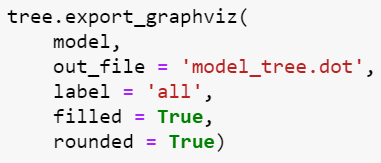 tree.export_graphviz(
    model,
    out_file = 'model_tree.dot',
    label = 'all',
    filled = True,
    rounded = True)